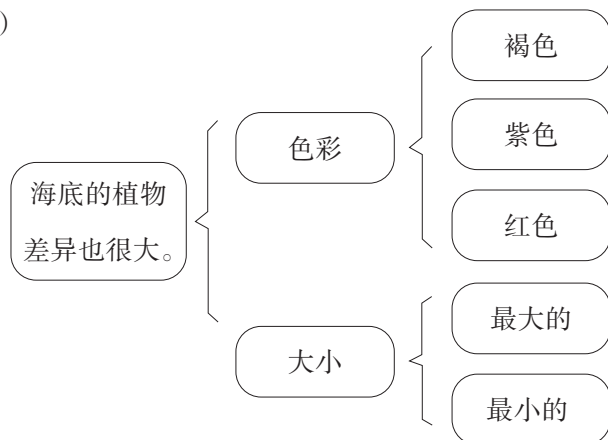 )
海底的植物
差异也很大。
色彩
褐色
紫色
红色
大小
最大的
最小的